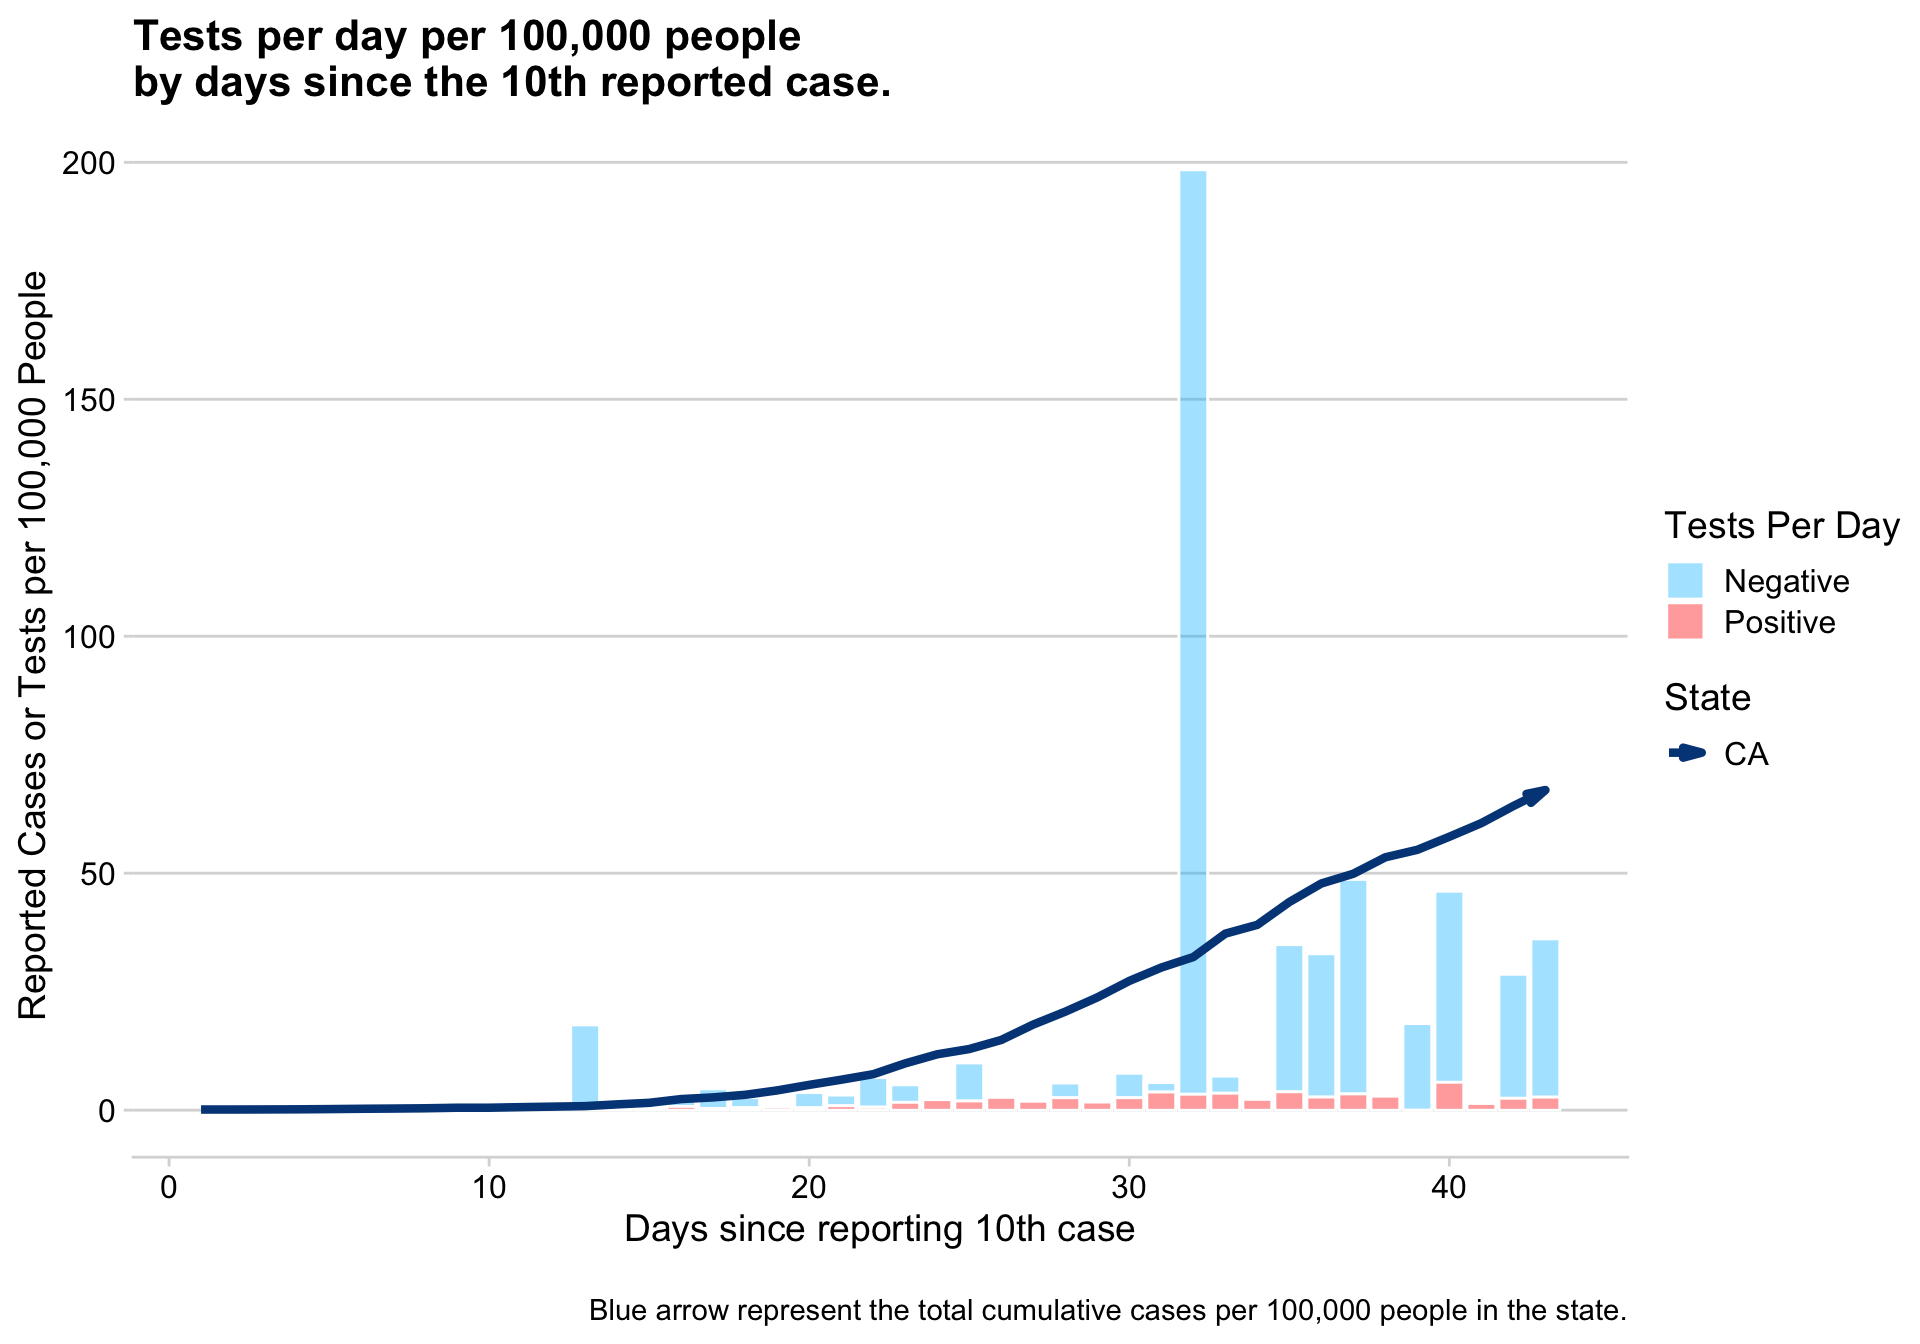 Tests per day per 100,000 people
by days since the 10th reported case.
Reported Cases or Tests per 100,000 People
200
150
100
50
0
0 10 20 30 40
Days since reporting 10th case
Tests Per Day
Negative
Positive
State
CA
Blue arrow represent the total cumulative cases per 100,000 people in the state.